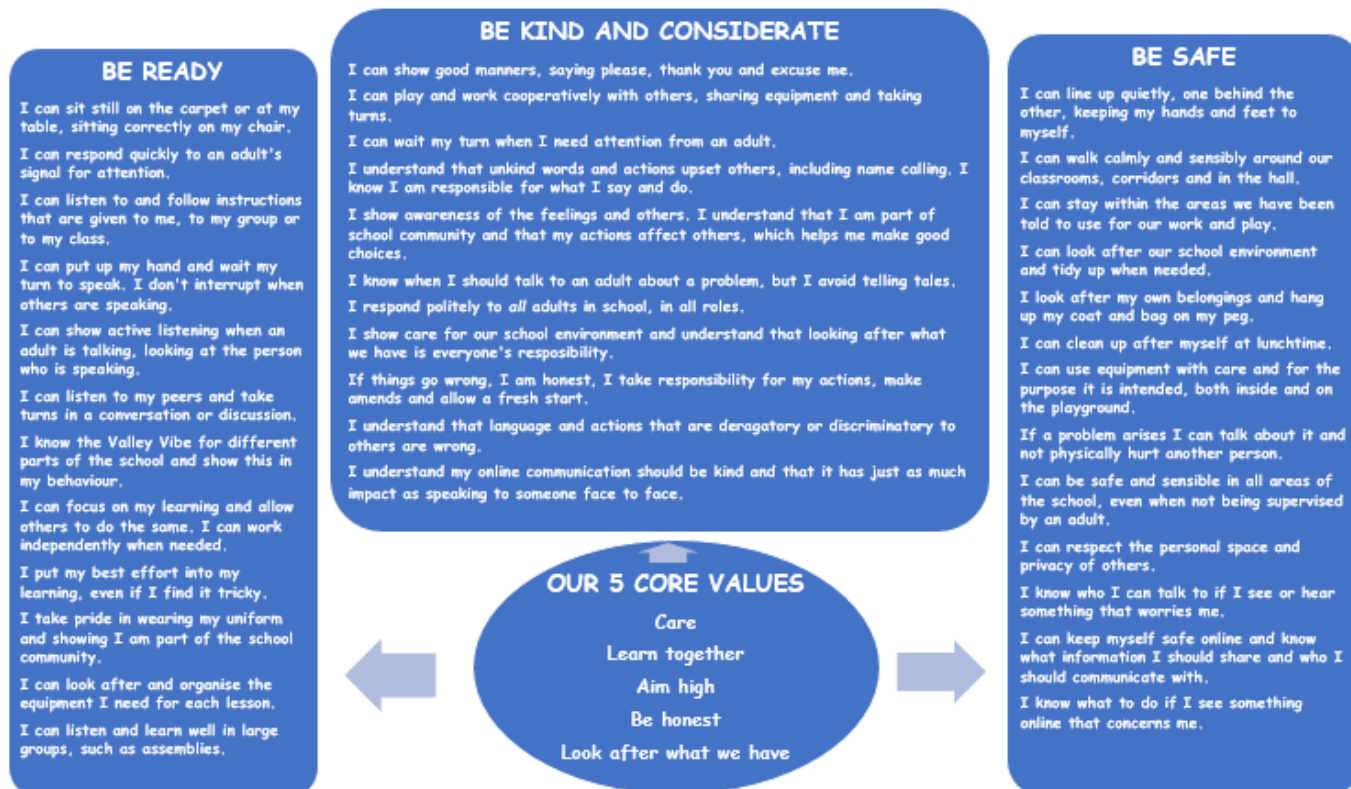 BE READY
I can sit still on the carpet or at my
table, sitting correctly on my chair.
I can respond quickly to an adult's
signal for attention.
I can listen to and follow instructions
that are given to me, to my group or
to my class.
I can put up my hand and wait my
turn to speak. I don't interrupt when
others are speaking.
I can show active listening when an
adult is talking, looking at the person
who is speaking.
I can listen to my peers and take
turns in a conversation or discussion.
I know the Valley Vibe for different
parts of the school and show this in
my behaviour.
I can focus on my learning and allow
others to do the same. I can work
independently when needed.
I put my best effort into my
learning, even if I find it tricky.
I take pride in wearing my uniform
and showing I am part of the school
community.
I can look after and organise the
equipment I need for each lesson.
I can listen and learn well in large
groups, such as assemblies.
BE KIND AND CONSIDERATE
I can show good manners, saying please, thank you and excuse me.
I can play and work cooperatively with others, sharing equipment and taking
turns.
I can wait my turn when I need attention from an adult.
I understand that unkind words and actions upset others, including name calling. I
know I am responsible for what I say and do.
I show awareness of the feelings and others. I understand that I am part of
school community and that my actions affect others, which helps me make good
choices.
I know when I should talk to an adult about a problem, but I avoid telling tales.
I respond politely to all adults in school, in all roles.
I show care for our school environment and understand that looking after what
we have is everyone's resposibility.
If things go wrong, I am honest, I take responsibility for my actions, make
amends and allow a fresh start.
I understand that language and actions that are deragatory or discriminatory to
others are wrong.
I understand my online communication should be kind and that it has just as much
impact as speaking to someone face to face.
OUR 5 CORE VALUES
Care
Learn together
Aim high
Be honest
Look after what we have
BE SAFE
I can line up quietly, one behind the
other, keeping my hands and feet to
myself.
I can walk calmly and sensibly around our
classrooms, corridors and in the hall.
I can stay within the areas we have been
told to use for our work and play.
I can look after our school environment
and tidy up when needed.
I look after my own belongings and hang
up my coat and bag on my peg.
I can clean up after myself at lunchtime.
I can use equipment with care and for the
purpose it is intended, both inside and on
the playground.
If a problem arises I can talk about it and
not physically hurt another person.
I can be safe and sensible in all areas of
the school, even when not being supervised
by an adult.
I can respect the personal space and
privacy of others.
I know who I can talk to if I see or hear
something that worries me.
I can keep myself safe online and know
what information I should share and who I
should communicate with.
I know what to do if I see something
online that concerns me.